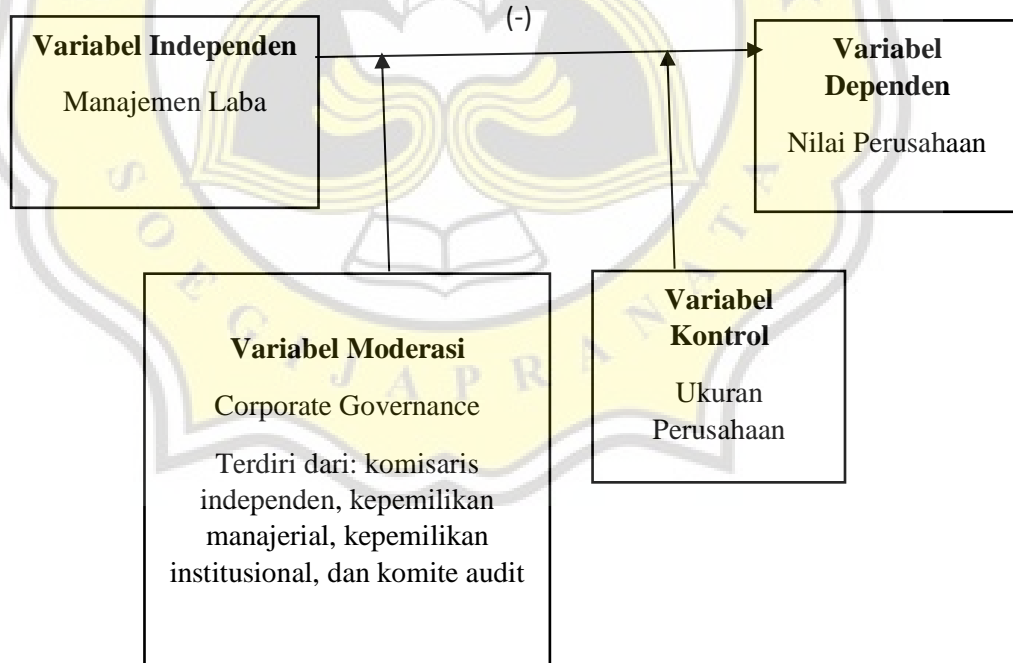 (-)
Variabel Independen
Manajemen Laba
Variabel
Dependen
Nilai Perusahaan
Variabel Moderasi
Corporate Governance
Terdiri dari: komisaris
independen, kepemilikan
manajerial, kepemilikan
institusional, dan komite audit
Variabel
Kontrol
Ukuran
Perusahaan
SOEGIJAPRANATA